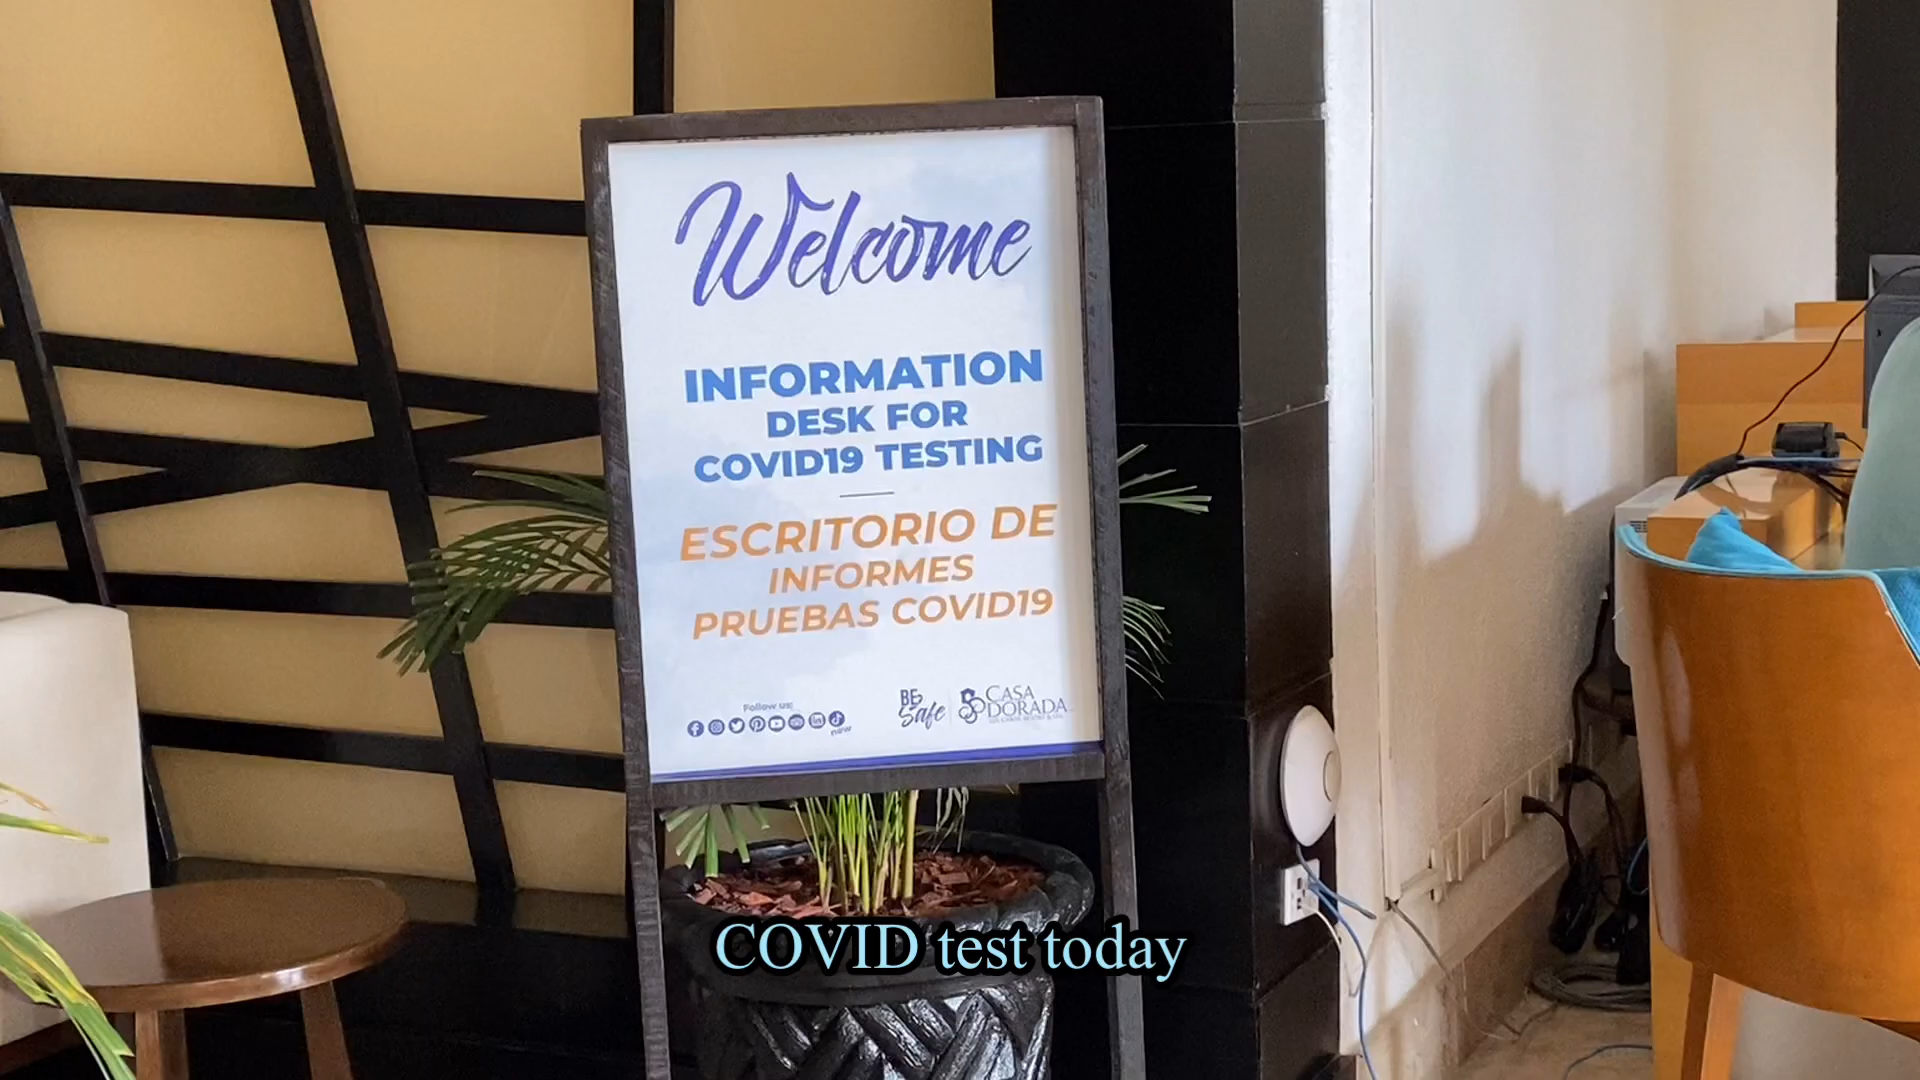 Welcome
INFORMATION
DESK FOR
COVID19 TESTING
ESCRITORIO DE
INFORMES
PRUEBAS COVID19
Follow us:
new
BE
Safe
CASA
DORADA
COVID test today